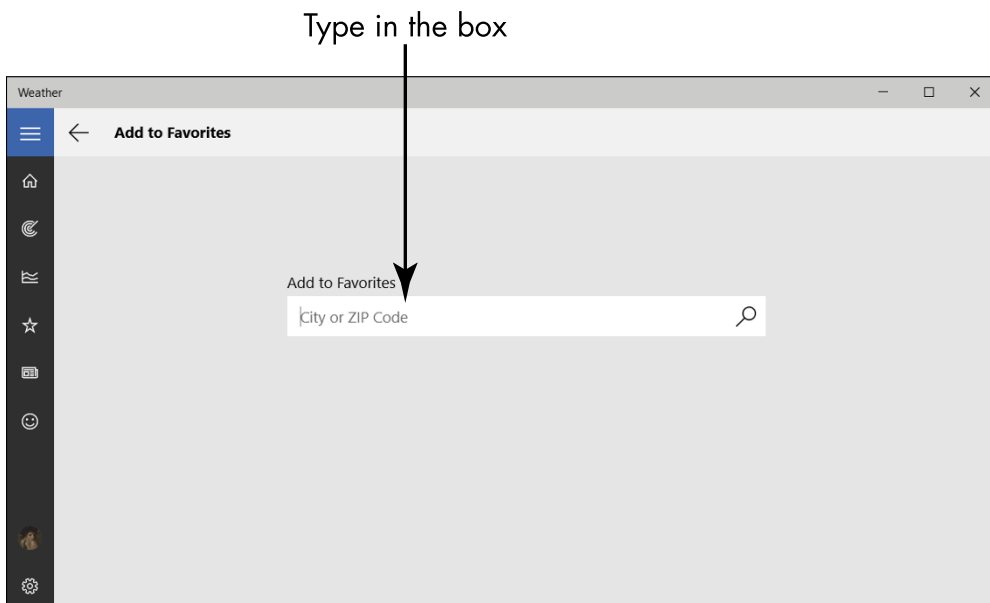 Type in the box
Weather
Add to Favorites
Add to Favorites
City or ZIP Code